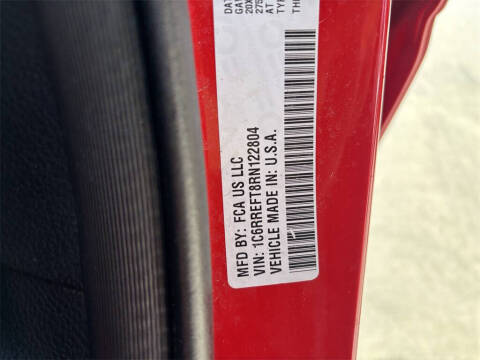 MFD BY: FCA US LLC
VIN: 1C6RREFT8RN122804
VEHICLE MADE IN: U.S.A.